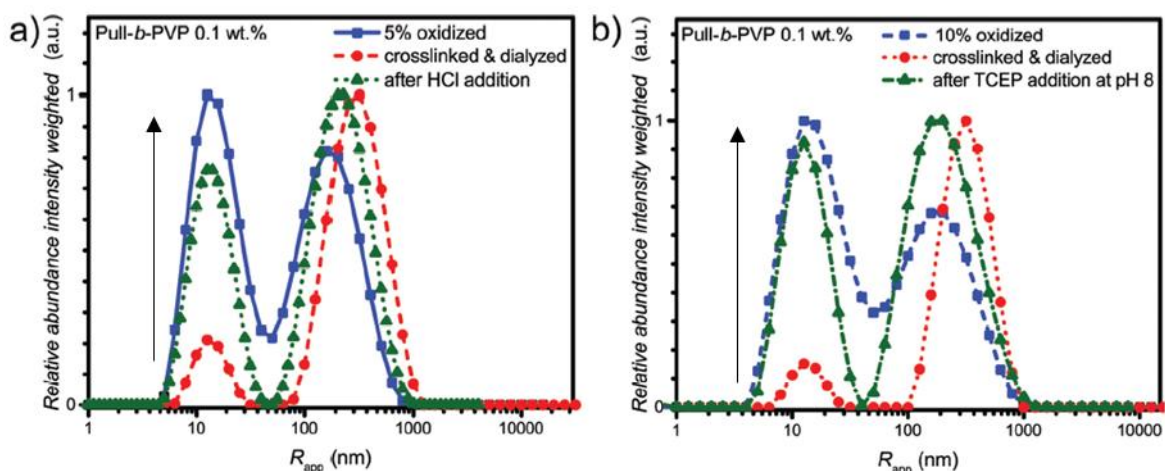 a)
Pull-b-PVP 0.1 wt.%
5% oxidized
crosslinked & dialyzed
after HCl addition
Relative abundance intensity weighted (a.u.)
1
0
1
10
100
1000
10000
R_app (nm)
b)
Pull-b-PVP 0.1 wt.%
10% oxidized
crosslinked & dialyzed
after TCEP addition at pH 8
Relative abundance intensity weighted (a.u.)
1
0
1
10
100
1000
10000
R_app (nm)